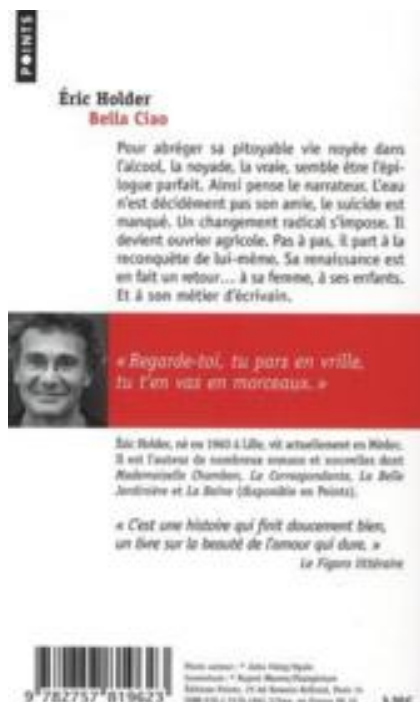 POINTS
Éric Holder
Bella Ciao
Pour abréger sa pitoyable vie noyée dans
l'alcool, la noyade, la vraie, semble être l'épi-
logue parfait. Ainsi pense le narrateur. L'eau
n'est décidément pas son amie, le suicide est
manqué. Un changement radical s'impose. Il
devient ouvrier agricole. Pas à pas, il part à la
reconquête de lui-même. Sa renaissance est
en fait un retour... à sa femme, à ses enfants.
Et à son métier d'écrivain.
« Regarde-toi, tu pars en vrille,
tu t'en vas en morceaux. »
Éric Holder, né en 1960 à Lille, vit actuellement en Médoc.
Il est l'auteur de nombreux romans et nouvelles dont
Mademoiselle Chambon, La Correspondante, La Belle
Jardinière et La Baïne (disponible en Points).
« C'est une histoire qui finit doucement bien,
un livre sur la beauté de l'amour qui dure. »
Le Figaro littéraire
9 782757 819623